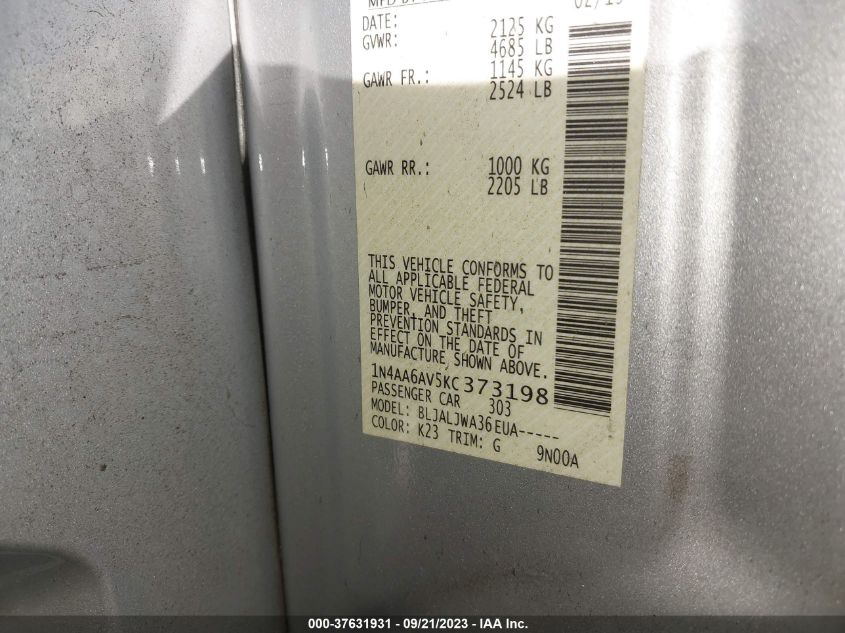 DATE:
GVWR: 2125 KG
4685 LB
GAWR FR.: 1145 KG
2524 LB
GAWR RR.: 1000 KG
2205 LB
THIS VEHICLE CONFORMS TO
ALL APPLICABLE FEDERAL
MOTOR VEHICLE SAFETY,
BUMPER, AND THEFT
PREVENTION STANDARDS IN
EFFECT ON THE DATE OF
MANUFACTURE SHOWN ABOVE.
1N4AA6AV5KC373198
PASSENGER CAR 303
MODEL: BLJALJWA36EUA-----
COLOR: K23 TRIM: G 9N00A
000-37631931 - 09/21/2023 - IAA Inc.